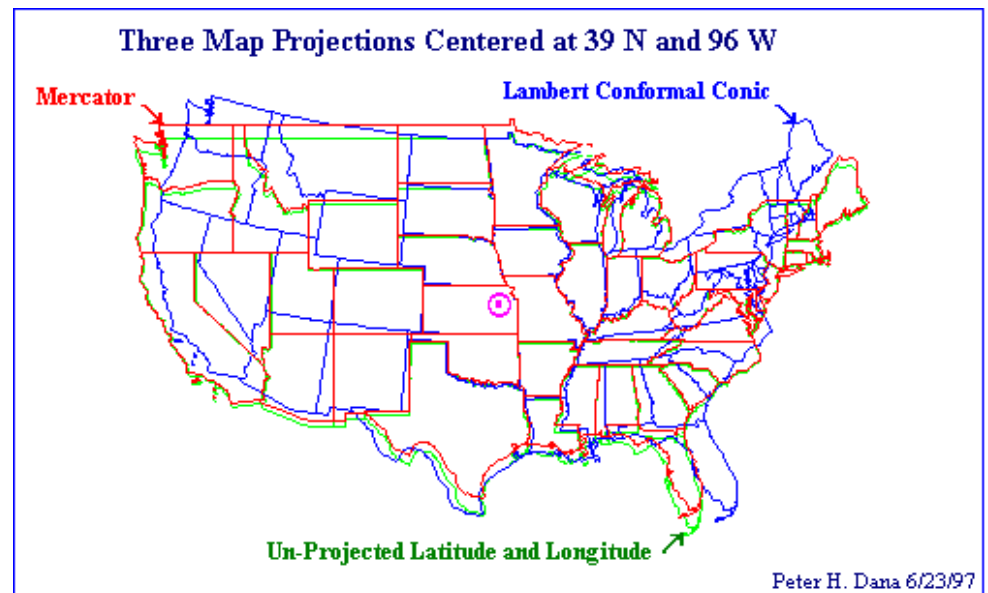 Three Map Projections Centered at 39 N and 96 W
Lambert Conformal Conic
Mercator
Un-Projected Latitude and Longitude
Peter H. Dana 6/23/97